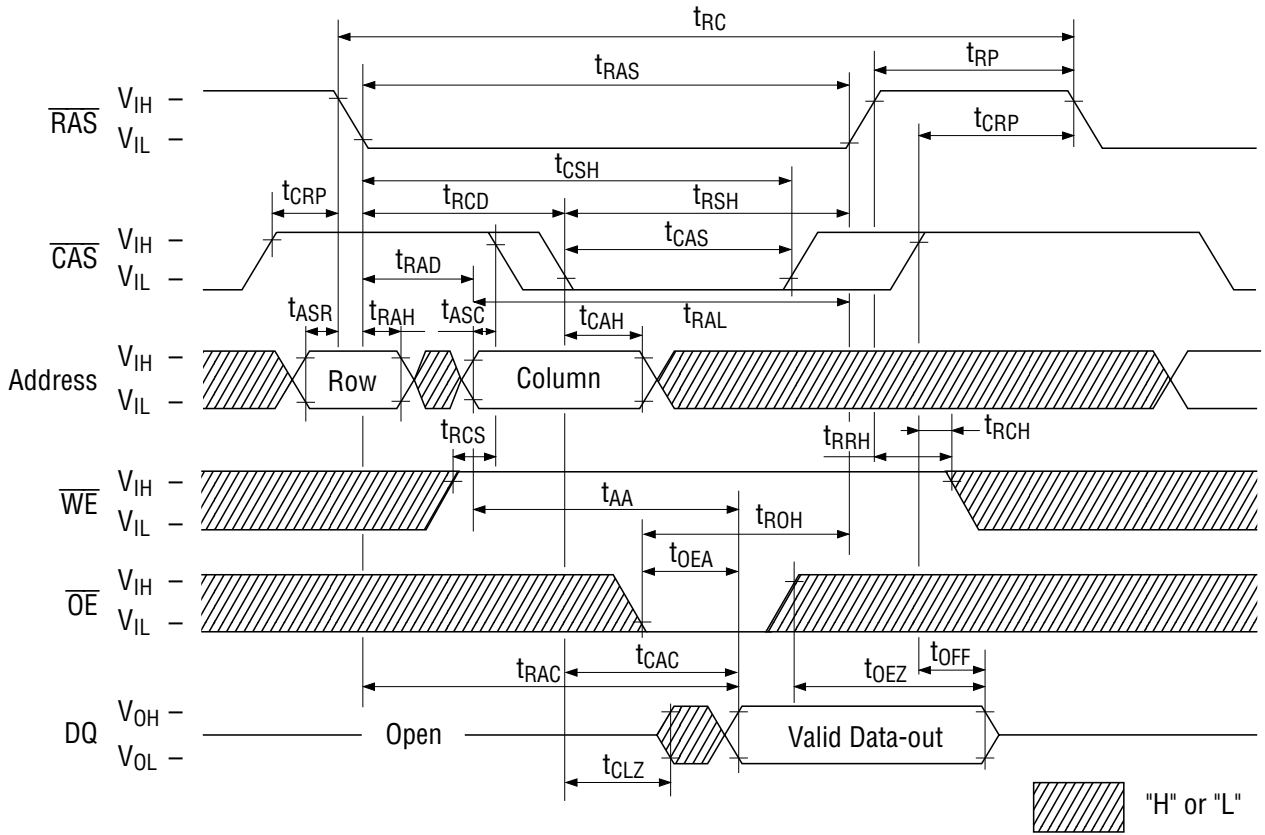 tRC
tRP
tRAS
RAS
VIH
VIL
tCRP
tCSH
tCRP
tRCD
tRSH
CAS
VIH
VIL
tCAS
tRAD
tASR
tRAH
tASC
tCAH
tRAL
Address
VIH
VIL
Row
Column
tRCS
tRRH
tRCH
WE
VIH
VIL
tAA
tROH
tOEA
OE
VIH
VIL
tCAC
tOFF
tRAC
tOEZ
DQ
VOH
VOL
Open
Valid Data-out
tCLZ
"H" or "L"